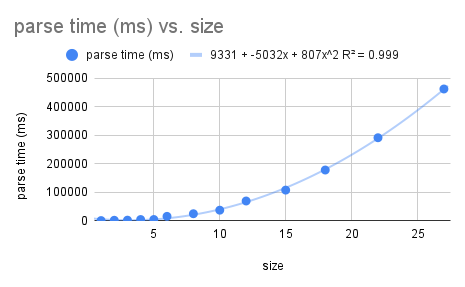 parse time (ms) vs. size
parse time (ms) 9331 + -5032x + 807x^2 R² = 0.999
500000
400000
300000
200000
100000
0
5 10 15 20 25
parse time (ms)
size